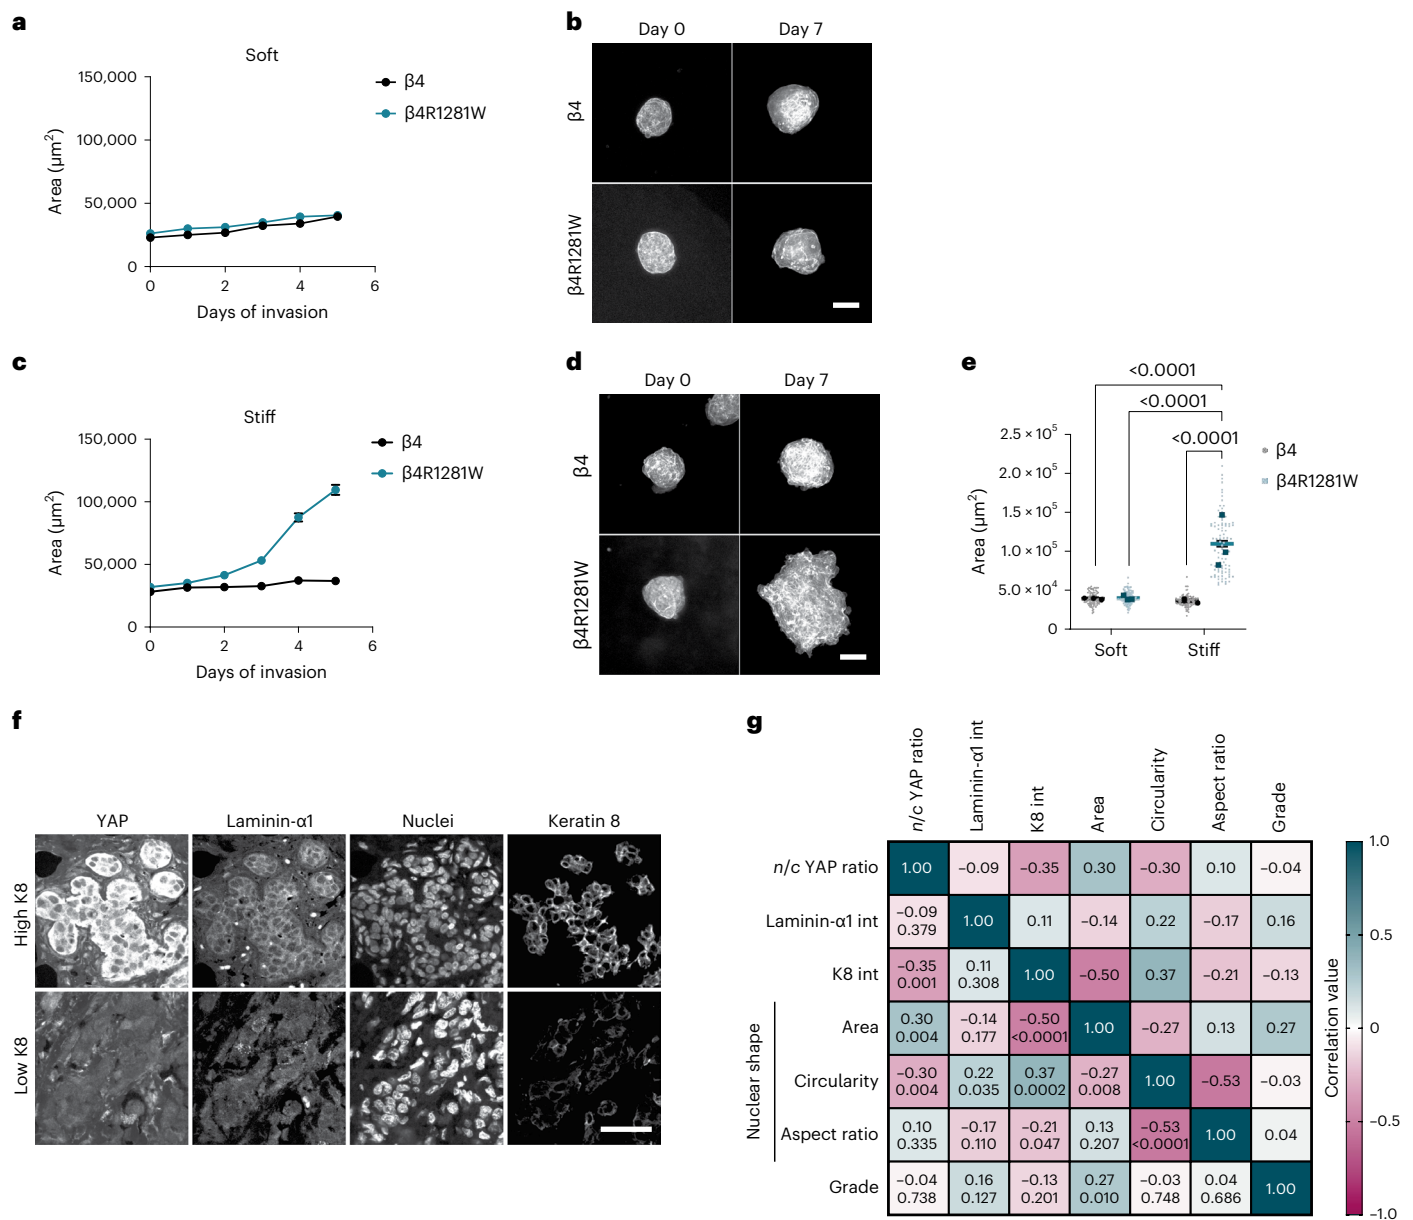 a
Soft
150,000
100,000
50,000
0
Area (µm²)
0 2 4 6
Days of invasion
β4
β4R1281W
b
Day 0 Day 7
β4
β4R1281W
c
Stiff
150,000
100,000
50,000
0
Area (µm²)
0 2 4 6
Days of invasion
β4
β4R1281W
d
Day 0 Day 7
β4
β4R1281W
e
<0.0001
<0.0001
<0.0001
2.5 × 10⁵
2.0 × 10⁵
1.5 × 10⁵
1.0 × 10⁵
5.0 × 10⁴
0
Area (µm²)
Soft Stiff
β4
β4R1281W
f
YAP Laminin-α1 Nuclei Keratin 8
High K8
Low K8
g
n/c YAP ratio Laminin-α1 int K8 int Area Circularity Aspect ratio Grade
n/c YAP ratio 1.00 −0.09 −0.35 0.30 −0.30 0.10 −0.04
Laminin-α1 int −0.09 1.00 0.11 −0.14 0.22 −0.17 0.16
0.379
K8 int −0.35 0.11 1.00 −0.50 0.37 −0.21 −0.13
0.001 0.308
Nuclear shape
Area 0.30 −0.14 −0.50 1.00 −0.27 0.13 0.27
0.004 0.177 <0.0001
Circularity −0.30 0.22 0.37 −0.27 1.00 −0.53 −0.03
0.004 0.035 0.0002 0.008
Aspect ratio 0.10 −0.17 −0.21 0.13 −0.53 1.00 0.04
0.335 0.110 0.047 0.207 <0.0001
Grade −0.04 0.16 −0.13 0.27 −0.03 0.04 1.00
0.738 0.127 0.201 0.010 0.748 0.686
1.0
0.5
0
−0.5
−1.0
Correlation value